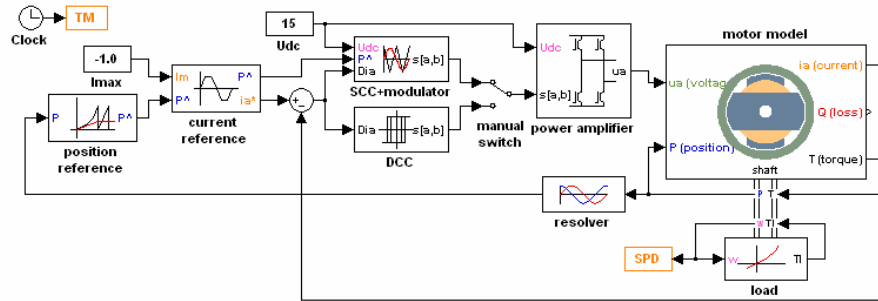 Clock
TM
15
Udc
-1.0
Imax
Im
P^
P^
ia*
current
reference
P
P^
position
reference
+
-
Udc
P^
Dia
s[a,b]
SCC+modulator
Dia
s[a,b]
DCC
manual
switch
Udc
s[a,b]
ua
power amplifier
motor model
ua (voltag
P (position)
ia (current)
Q (loss)
T (torque)
shaft
P T
W Tl
resolver
SPD
w
Tl
load